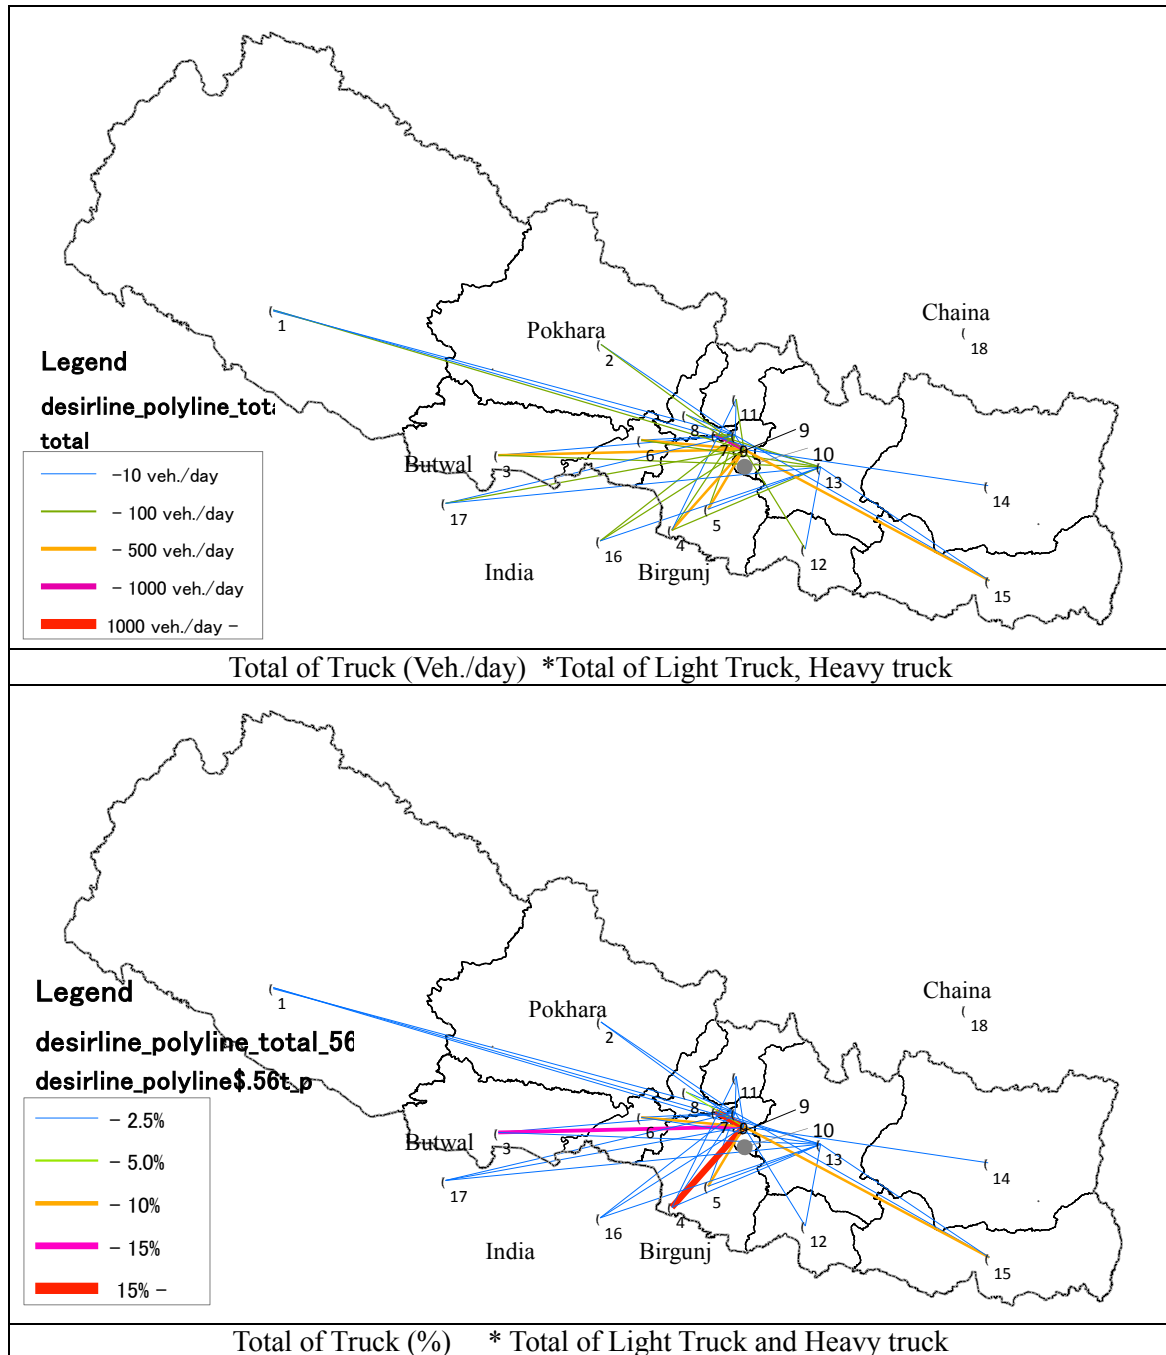 Chaina
18
1
Pokhara
2
Legend
desirline_polyline_tota
total
-10 veh./day
- 100 veh./day
- 500 veh./day
- 1000 veh./day
1000 veh./day -
11
8
9
7
9
10
6
13
Butwal
3
14
17
5
4
16
12
India
Birgunj
15
Total of Truck (Veh./day) *Total of Light Truck, Heavy truck
Chaina
18
1
Pokhara
2
Legend
desirline_polyline_total_56
desirline_polyline$.56t_p
- 2.5%
- 5.0%
- 10%
- 15%
15% -
11
8
9
7
9
10
6
13
Butwal
3
14
17
5
4
16
12
India
Birgunj
15
Total of Truck (%) * Total of Light Truck and Heavy truck